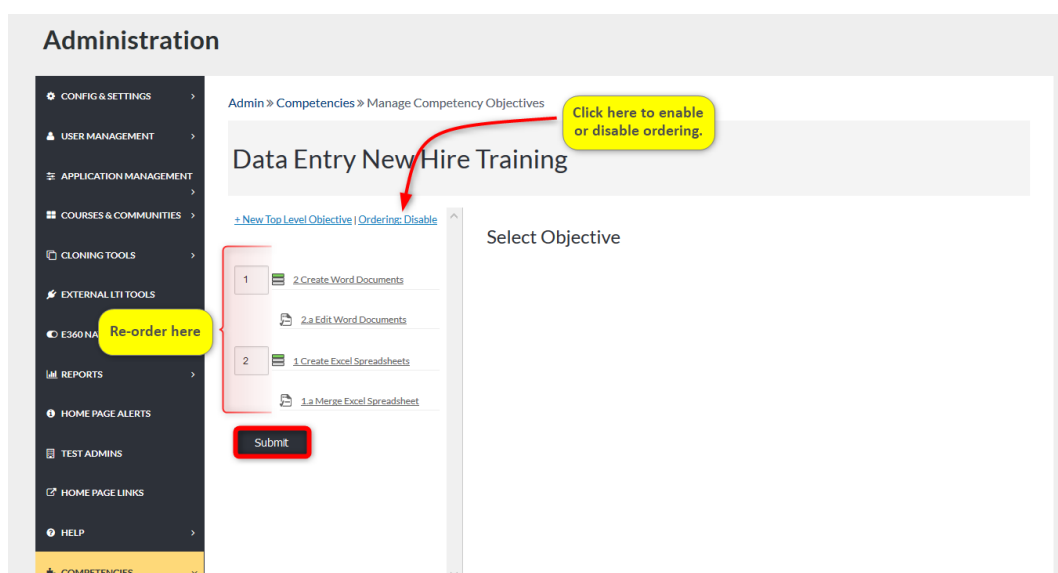 Administration
CONFIG & SETTINGS
USER MANAGEMENT
APPLICATION MANAGEMENT
COURSES & COMMUNITIES
CLONING TOOLS
EXTERNAL LTI TOOLS
E360 NA
REPORTS
HOME PAGE ALERTS
TEST ADMINS
HOME PAGE LINKS
HELP
COMPETENCIES
Admin » Competencies » Manage Competency Objectives
Click here to enable
or disable ordering.
Data Entry New Hire Training
+ New Top Level Objective | Ordering: Disable
Select Objective
1 2 Create Word Documents
2.a Edit Word Documents
Re-order here
2 1 Create Excel Spreadsheets
1.a Merge Excel Spreadsheet
Submit